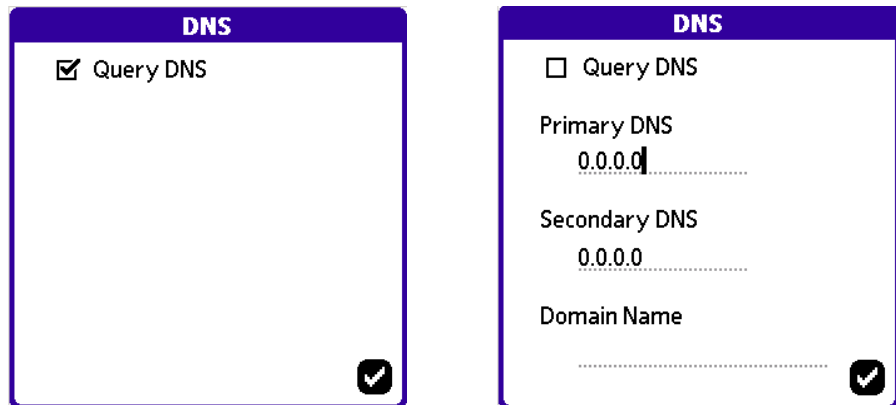 DNS
Query DNS
DNS
Query DNS
Primary DNS
0.0.0.0
Secondary DNS
0.0.0.0
Domain Name